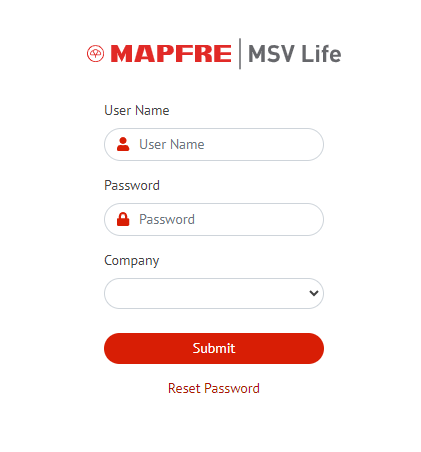 MAPFRE | MSV Life
User Name
User Name
Password
Password
Company
Submit
Reset Password